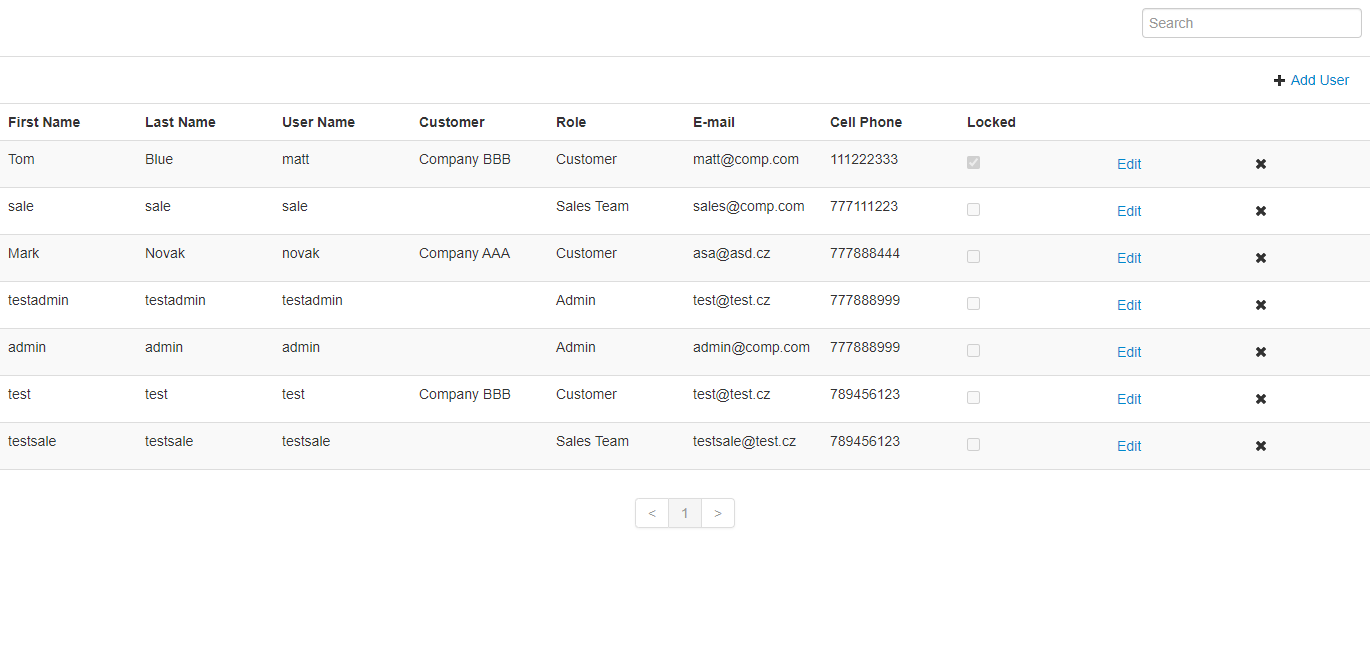 Search
Add User
First Name Last Name User Name Customer Role E-mail Cell Phone Locked
Tom Blue matt Company BBB Customer matt@comp.com 111222333 Edit
sale sale sale Sales Team sales@comp.com 777111223 Edit
Mark Novak novak Company AAA Customer asa@asd.cz 777888444 Edit
testadmin testadmin testadmin Admin test@test.cz 777888999 Edit
admin admin admin Admin admin@comp.com 777888999 Edit
test test test Company BBB Customer test@test.cz 789456123 Edit
testsale testsale testsale Sales Team testsale@test.cz 789456123 Edit
< 1 >